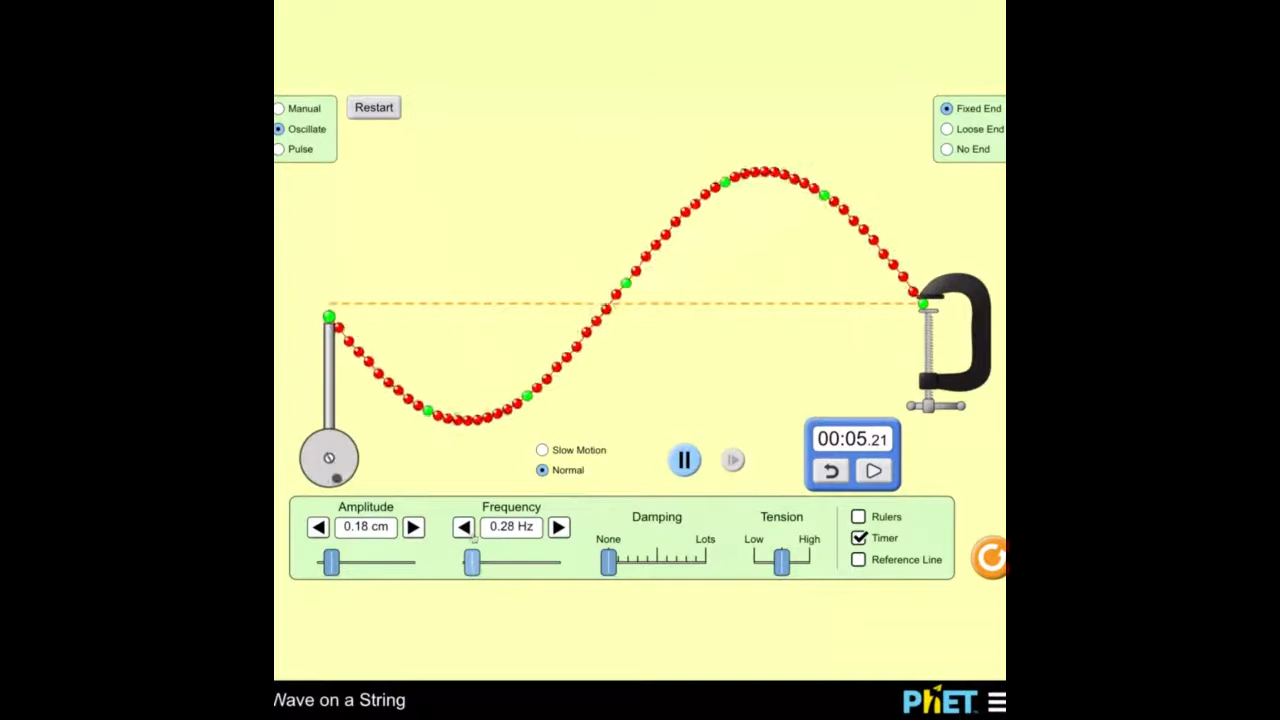 Manual
Restart
Fixed End
Oscillate
Loose End
Pulse
No End
00:05.21
Slow Motion
Normal
Amplitude
Frequency
0.18 cm
0.28 Hz
Damping
Tension
None
Lots
Low
High
Rulers
Timer
Reference Line
Wave on a String
PhET